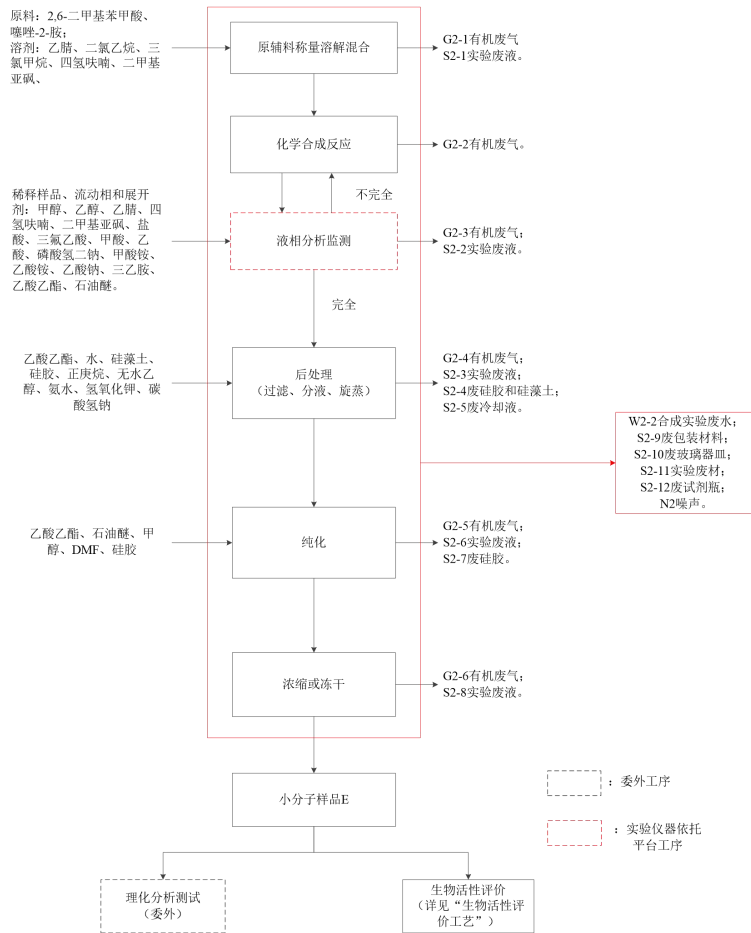 原料：2,6-二甲基苯甲酸、
噻唑-2-胺；
溶剂：乙腈、二氯乙烷、三
氯甲烷、四氢呋喃、二甲基
亚砜、
原辅料称量溶解混合
G2-1有机废气
S2-1实验废液。
化学合成反应
G2-2有机废气。
不完全
稀释样品、流动相和展开
剂：甲醇、乙醇、乙腈、四
氢呋喃、二甲基亚砜、盐
酸、三氟乙酸、甲酸、乙
酸、磷酸氢二钠、甲酸铵、
乙酸铵、乙酸钠、三乙胺、
乙酸乙酯、石油醚。
液相分析监测
G2-3有机废气；
S2-2实验废液。
完全
乙酸乙酯、水、硅藻土、
硅胶、正庚烷、无水乙
醇、氨水、氢氧化钾、碳
酸氢钠
后处理
（过滤、分液、旋蒸）
G2-4有机废气；
S2-3实验废液；
S2-4废硅胶和硅藻土；
S2-5废冷却液。
W2-2合成实验废水；
S2-9废包装材料；
S2-10废玻璃器皿；
S2-11实验废材；
S2-12废试剂瓶；
N2噪声。
乙酸乙酯、石油醚、甲
醇、DMF、硅胶
纯化
G2-5有机废气；
S2-6实验废液；
S2-7废硅胶。
浓缩或冻干
G2-6有机废气；
S2-8实验废液。
小分子样品E
：委外工序
：实验仪器依托
平台工序
理化分析测试
（委外）
生物活性评价
（详见“生物活性评
价工艺”）